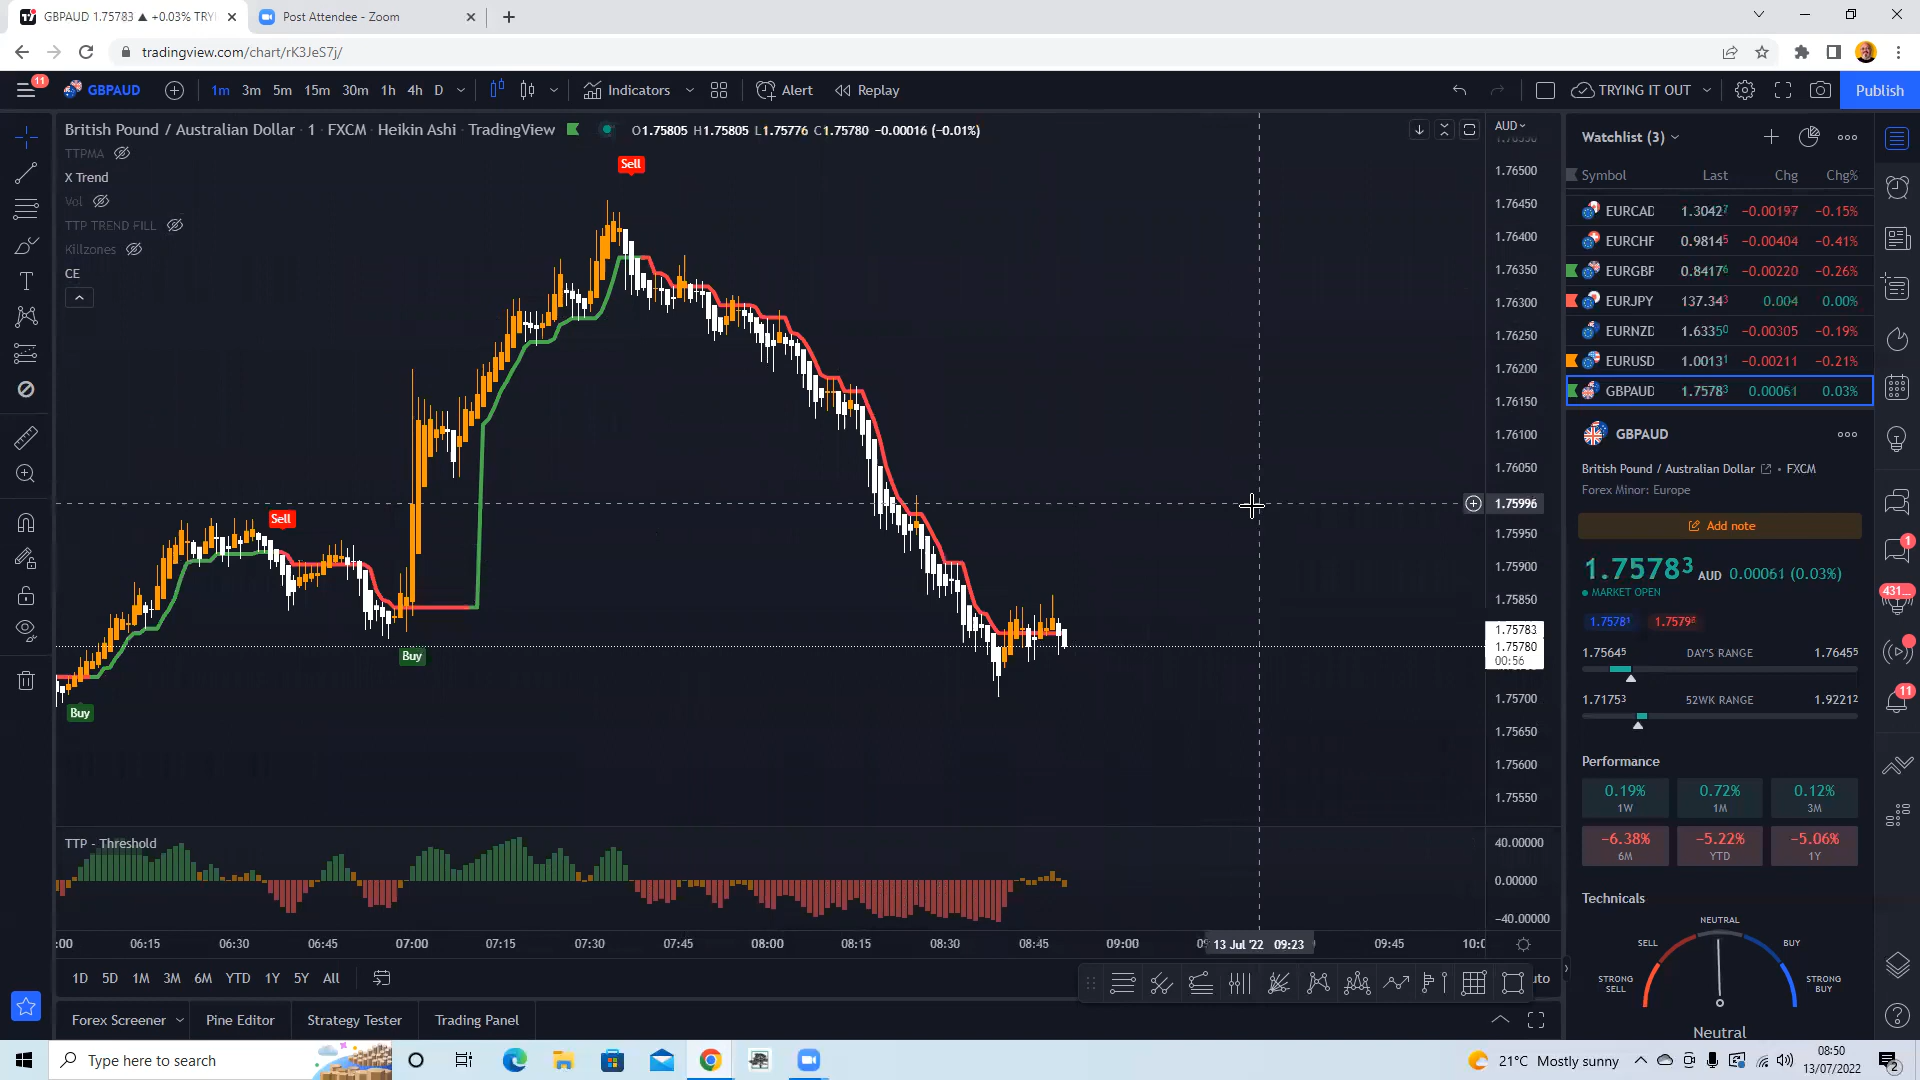 GBPAUD 1.75783 ▲ +0.03% TRYI
Post Attendee - Zoom
tradingview.com/chart/rK3JeS7j/
11
GBPAUD
1m 3m 5m 15m 30m 1h 4h D
Indicators
Alert
Replay
TRYING IT OUT
Publish
British Pound / Australian Dollar · 1 · FXCM · Heikin Ashi · TradingView
O1.75805 H1.75805 L1.75776 C1.75780 −0.00016 (−0.01%)
TTPMA
X Trend
Vol
TTP TREND FILL
Killzones
CE
Sell
Sell
Buy
Buy
AUD
1.76500
1.76450
1.76400
1.76350
1.76300
1.76250
1.76200
1.76150
1.76100
1.76050
1.75996
1.75950
1.75900
1.75850
1.75783
1.75780
00:56
1.75700
1.75650
1.75600
1.75550
TTP - Threshold
40.00000
0.00000
−40.00000
:00 06:15 06:30 06:45 07:00 07:15 07:30 07:45 08:00 08:15 08:30 08:45 09:00 13 Jul '22 09:23 09:45 10:0
1D 5D 1M 3M 6M YTD 1Y 5Y All
uto
Forex Screener
Pine Editor
Strategy Tester
Trading Panel
Watchlist (3)
Symbol Last Chg Chg%
EURCAD 1.30427 −0.00197 −0.15%
EURCHF 0.98145 −0.00404 −0.41%
EURGBP 0.84176 −0.00220 −0.26%
EURJPY 137.343 0.004 0.00%
EURNZD 1.63350 −0.00305 −0.19%
EURUSD 1.00131 −0.00211 −0.21%
GBPAUD 1.75783 0.00061 0.03%
GBPAUD
British Pound / Australian Dollar • FXCM
Forex Minor: Europe
Add note
1.75783 AUD 0.00061 (0.03%)
MARKET OPEN
1.75781 1.75796
1.75645 DAY'S RANGE 1.76455
1.71753 52WK RANGE 1.92212
Performance
0.19% 0.72% 0.12%
1W 1M 3M
−6.38% −5.22% −5.06%
6M YTD 1Y
Technicals
NEUTRAL
SELL BUY
STRONG SELL
STRONG BUY
Neutral
1
431...
11
Type here to search
21°C Mostly sunny
08:50
13/07/2022
2